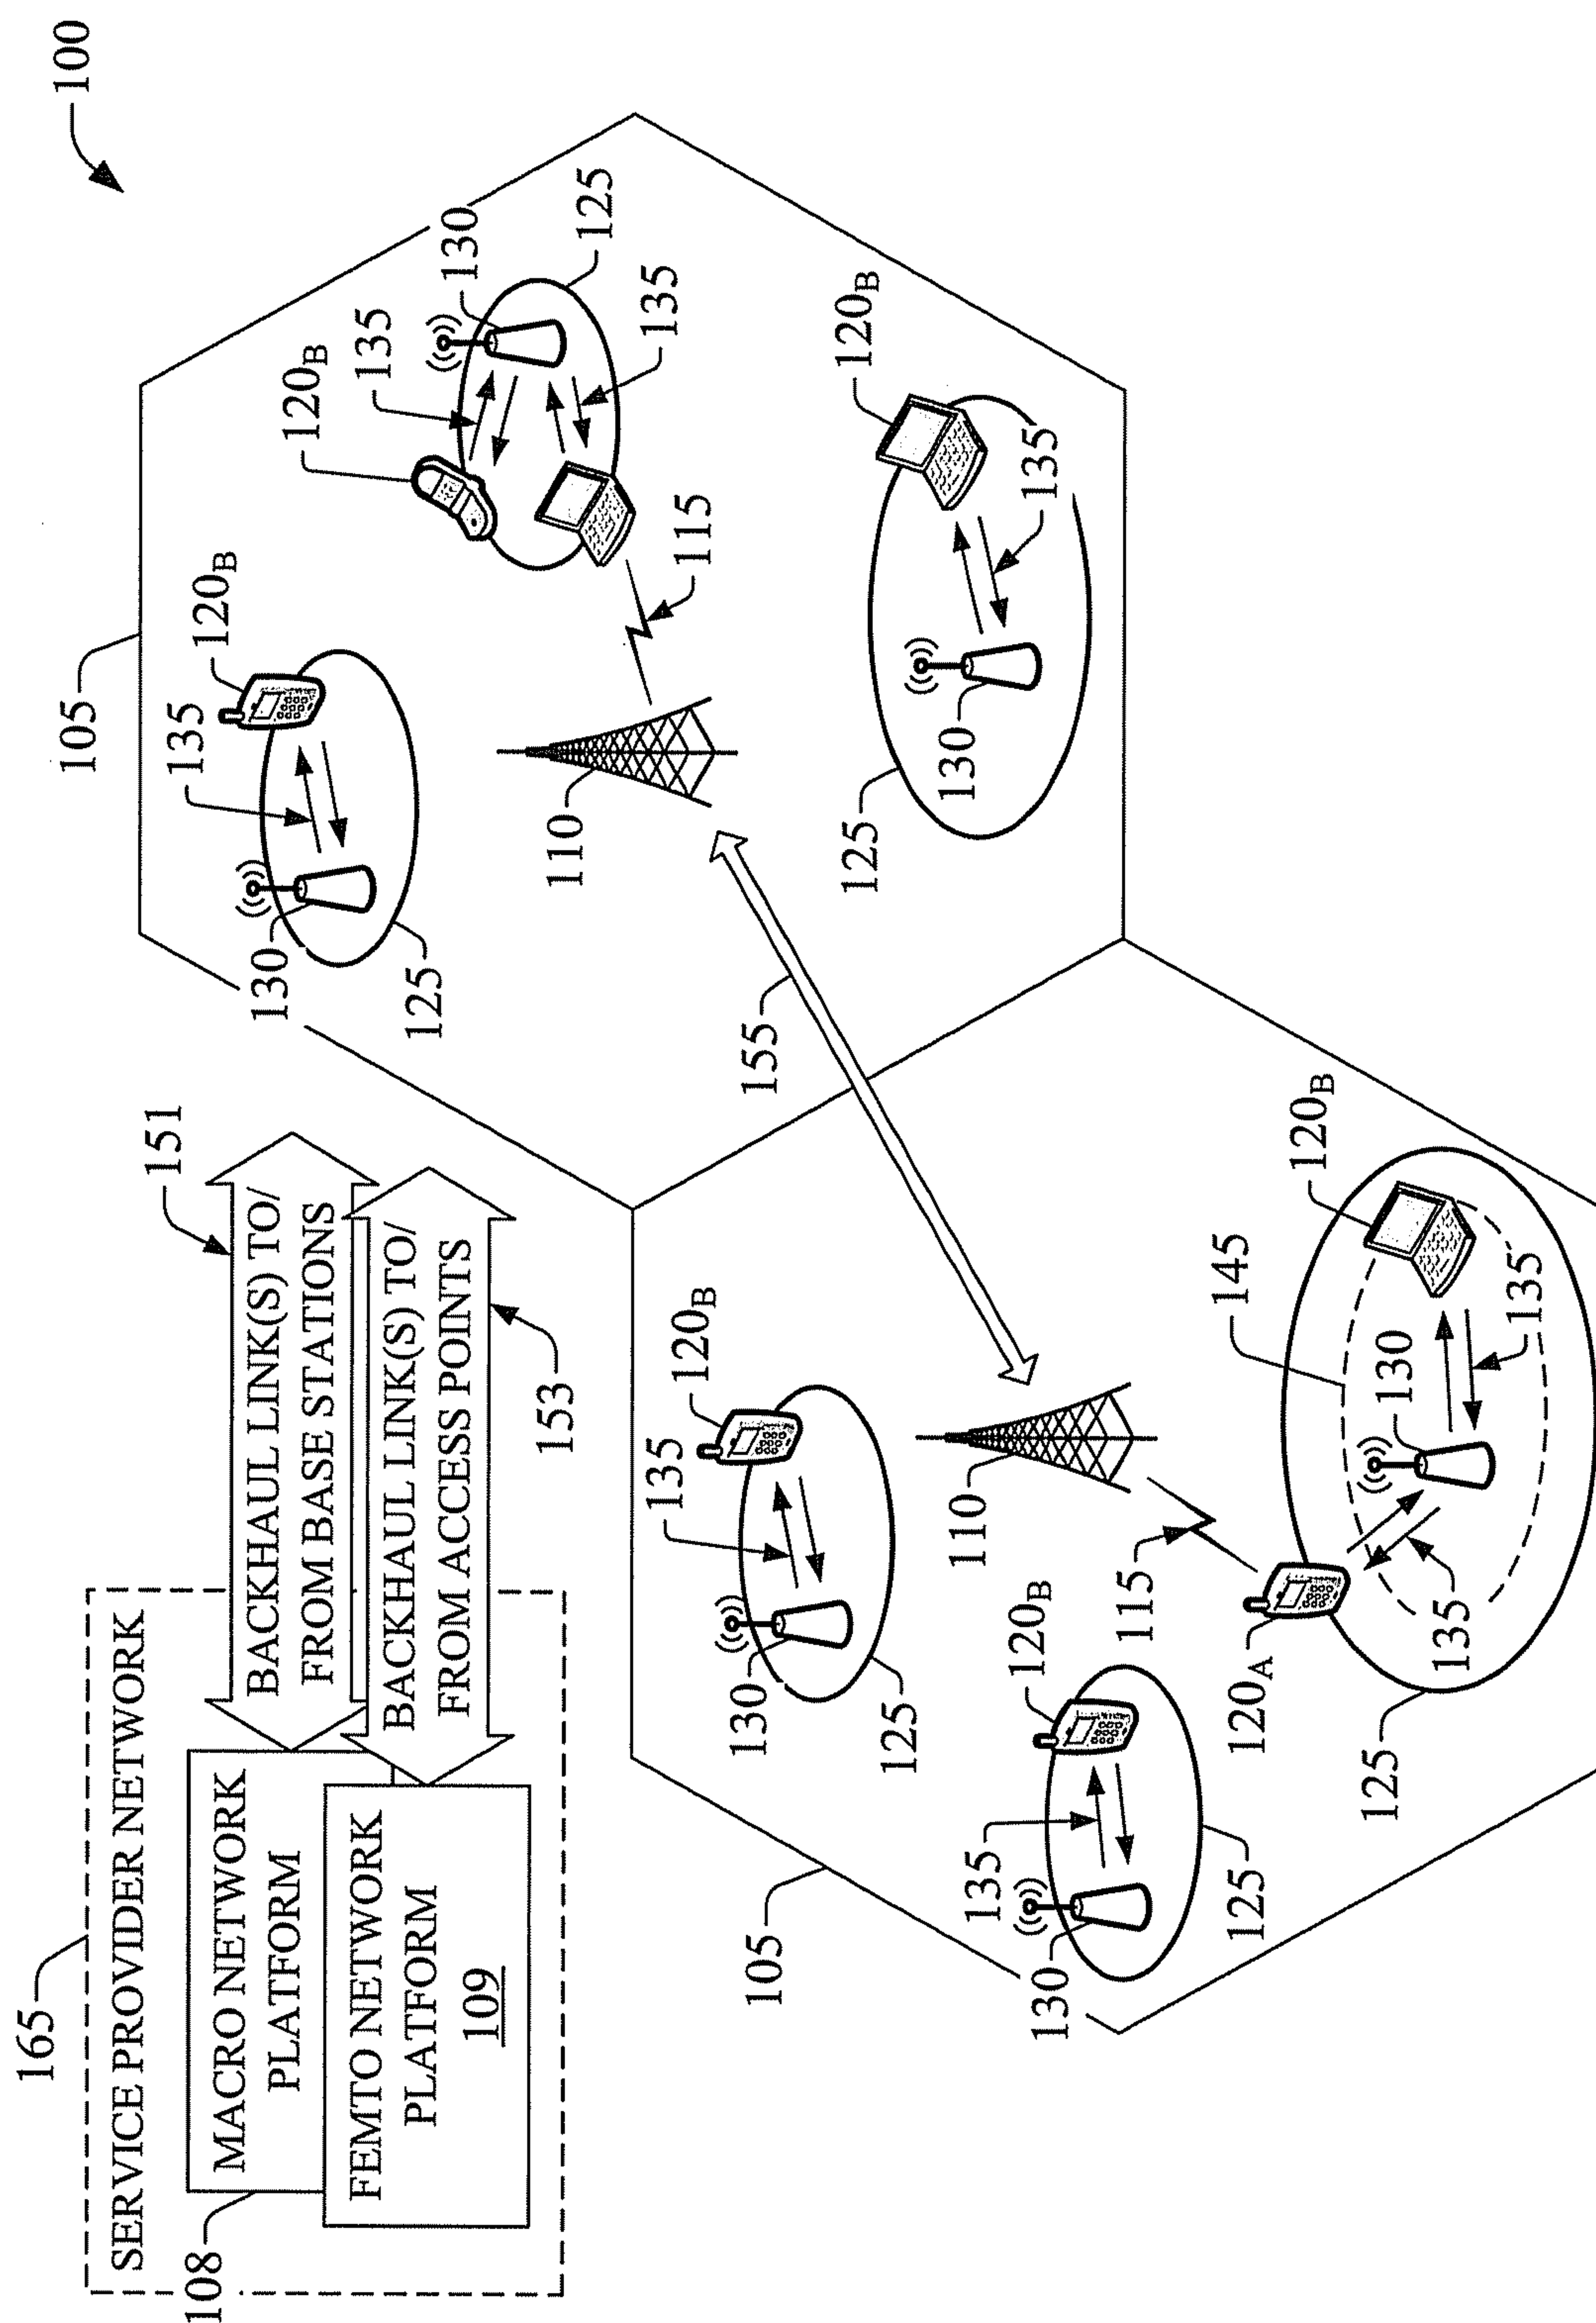 100
165
SERVICE PROVIDER NETWORK
108
MACRO NETWORK
PLATFORM
FEMTO NETWORK
PLATFORM
109
BACKHAUL LINK(S) TO/
FROM BASE STATIONS
151
BACKHAUL LINK(S) TO/
FROM ACCESS POINTS
153
105
135
120B
130
125
120B
135
130
125
135
110
115
120B
125
130
135
155
105
135
120B
130
125
110
115
135
120B
130
125
120A
125
135
145
130
135
120B